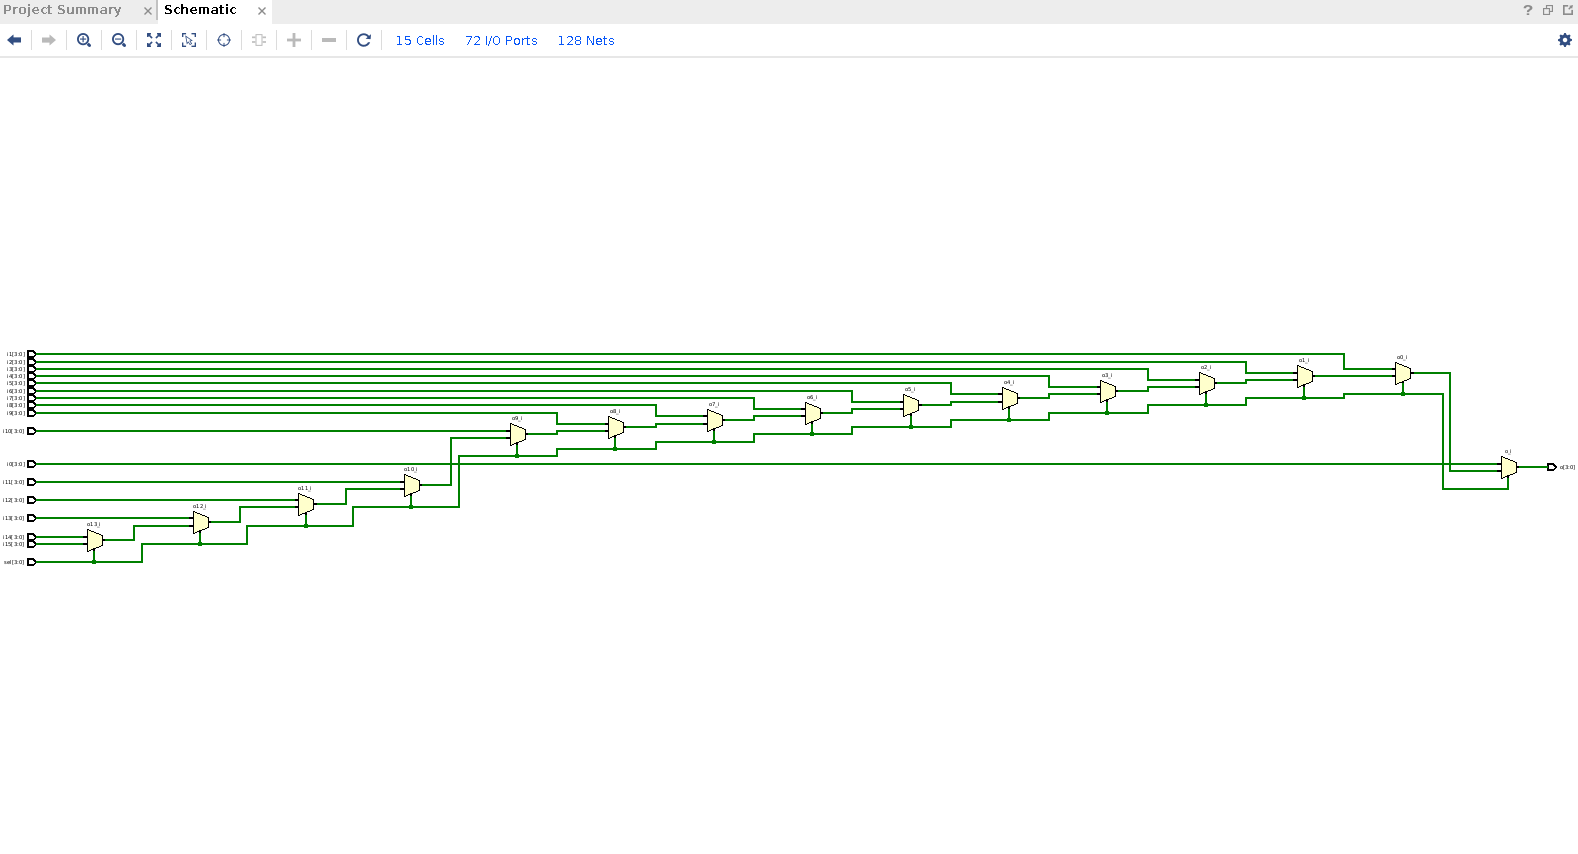 Project Summary
Schematic
15 Cells 72 I/O Ports 128 Nets
i1[3:0]
i2[3:0]
i3[3:0]
i4[3:0]
i5[3:0]
i6[3:0]
i7[3:0]
i8[3:0]
i9[3:0]
i10[3:0]
i0[3:0]
i11[3:0]
i12[3:0]
i13[3:0]
i14[3:0]
i15[3:0]
sel[3:0]
o13_i
o12_i
o11_i
o10_i
o9_i
o8_i
o7_i
o6_i
o5_i
o4_i
o3_i
o2_i
o1_i
o0_i
o_i
o[3:0]